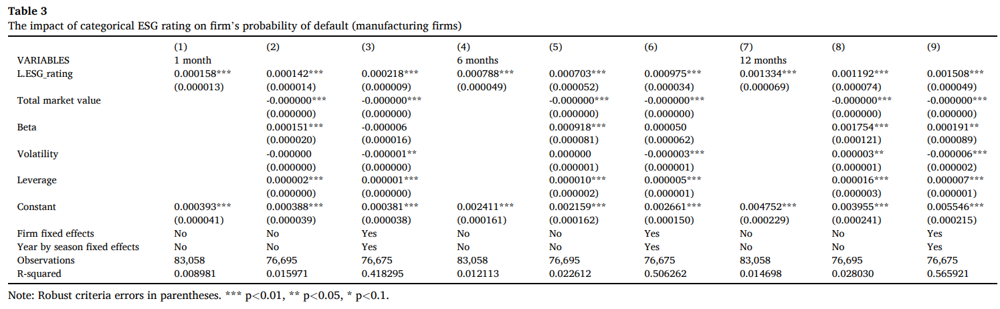 Table 3
The impact of categorical ESG rating on firm's probability of default (manufacturing firms)
(1) (2) (3) (4) (5) (6) (7) (8) (9)
VARIABLES 1 month 6 months 12 months
L.ESG_rating 0.000158*** 0.000142*** 0.000218*** 0.000788*** 0.000703*** 0.000975*** 0.001334*** 0.001192*** 0.001508***
(0.000013) (0.000014) (0.000009) (0.000049) (0.000052) (0.000034) (0.000069) (0.000074) (0.000049)
Total market value -0.000000*** -0.000000*** -0.000000*** -0.000000*** -0.000000*** -0.000000***
(0.000000) (0.000000) (0.000000) (0.000000) (0.000000) (0.000000)
Beta 0.000151*** -0.000006 0.000918*** 0.000050 0.001754*** 0.000191**
(0.000020) (0.000016) (0.000081) (0.000062) (0.000121) (0.000089)
Volatility -0.000000 -0.000001** 0.000000 -0.000003*** 0.000003** -0.000006***
(0.000000) (0.000000) (0.000001) (0.000001) (0.000001) (0.000002)
Leverage 0.000002*** 0.000001*** 0.000010*** 0.000005*** 0.000016*** 0.000007***
(0.000000) (0.000000) (0.000002) (0.000001) (0.000003) (0.000001)
Constant 0.000393*** 0.000388*** 0.000381*** 0.002411*** 0.002159*** 0.002661*** 0.004752*** 0.003955*** 0.005546***
(0.000041) (0.000039) (0.000038) (0.000161) (0.000162) (0.000150) (0.000229) (0.000241) (0.000215)
Firm fixed effects No No Yes No No Yes No No Yes
Year by season fixed effects No No Yes No No Yes No No Yes
Observations 83,058 76,695 76,675 83,058 76,695 76,675 83,058 76,695 76,675
R-squared 0.008981 0.015971 0.418295 0.012113 0.022612 0.506262 0.014698 0.028030 0.565921
Note: Robust criteria errors in parentheses. *** p<0.01, ** p<0.05, * p<0.1.